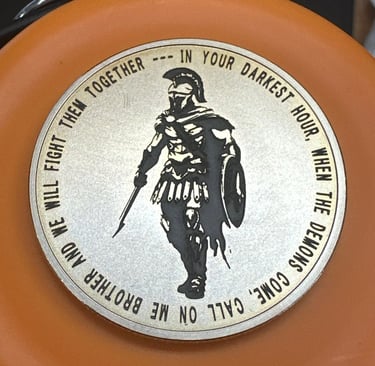 IN YOUR DARKEST HOUR, WHEN THE DEMONS COME, CALL ON ME BROTHER AND WE WILL FIGHT THEM TOGETHER ---